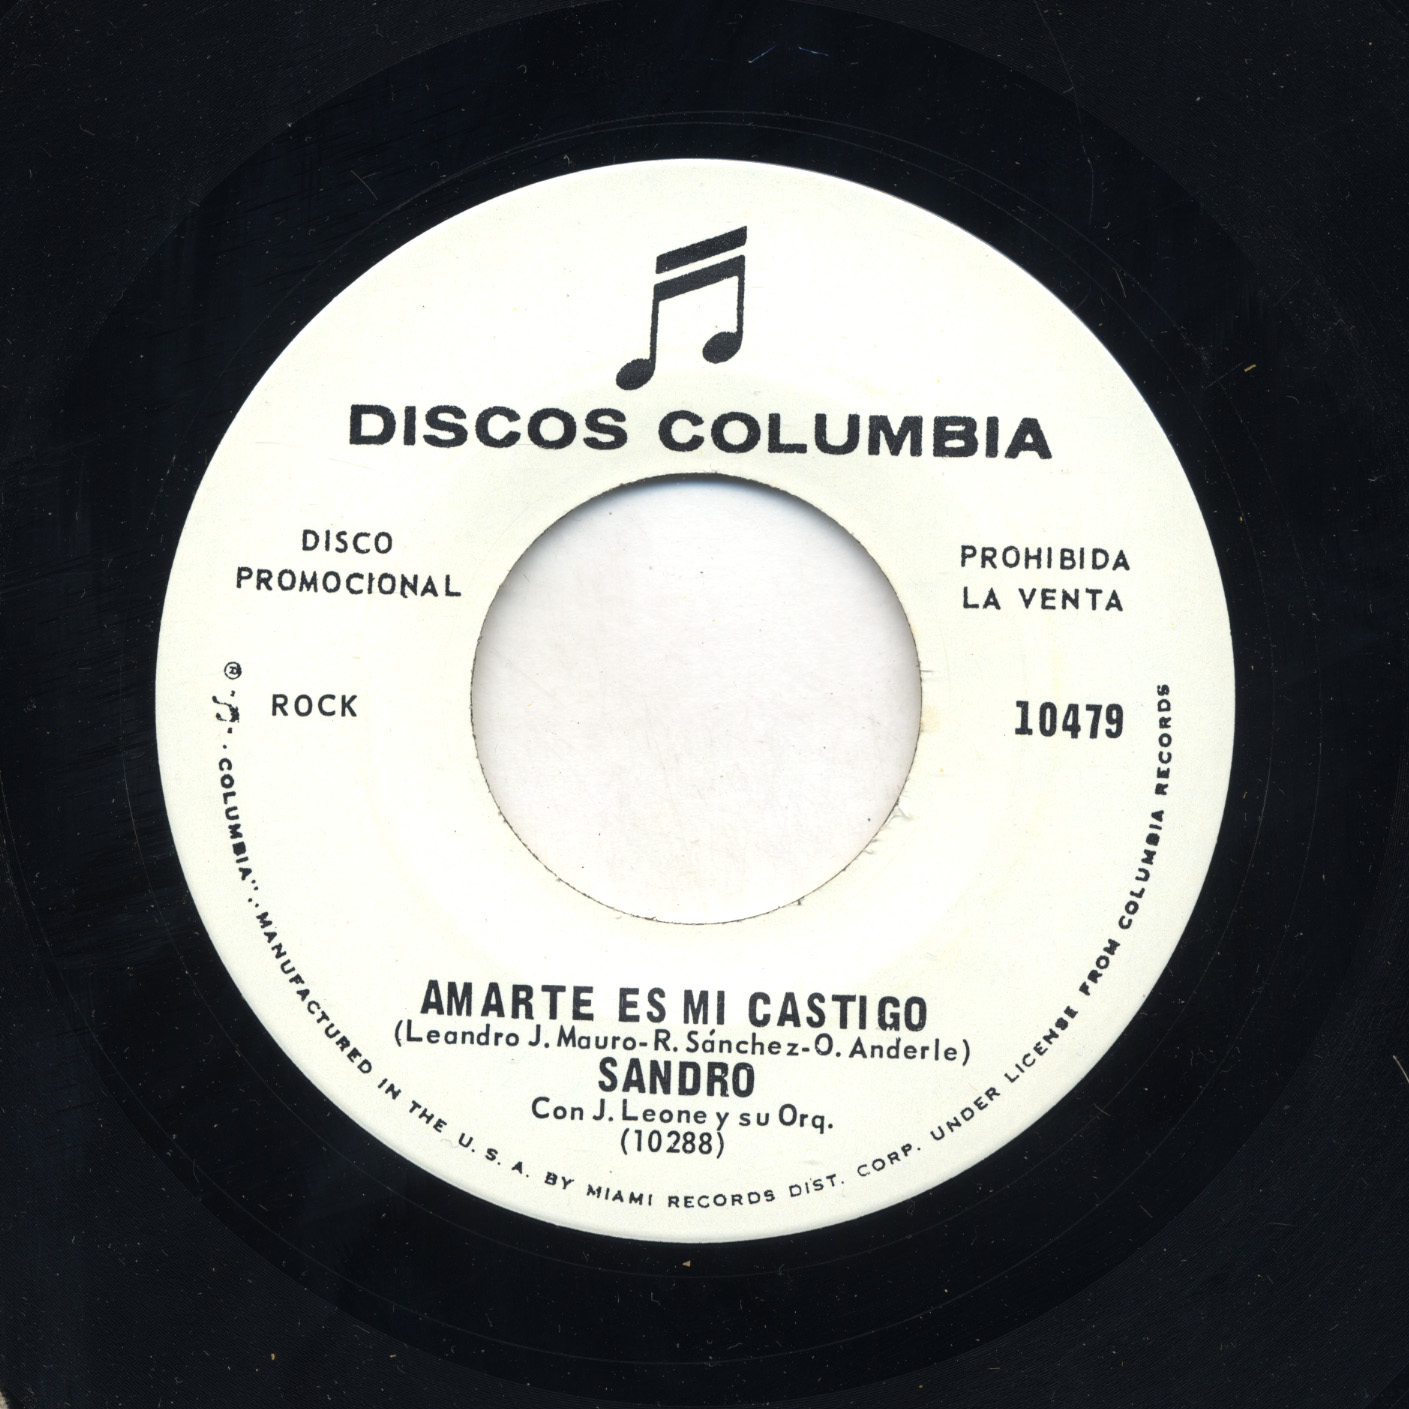 DISCOS COLUMBIA
DISCO
PROMOCIONAL
PROHIBIDA
LA VENTA
ROCK
10479
AMARTE ES MI CASTIGO
(Leandro J. Mauro-R. Sánchez-O. Anderle)
SANDRO
Con J. Leone y su Orq.
(10288)
® "♫". "COLUMBIA". MANUFACTURED IN THE U. S. A. BY MIAMI RECORDS DIST. CORP. UNDER LICENSE FROM COLUMBIA RECORDS